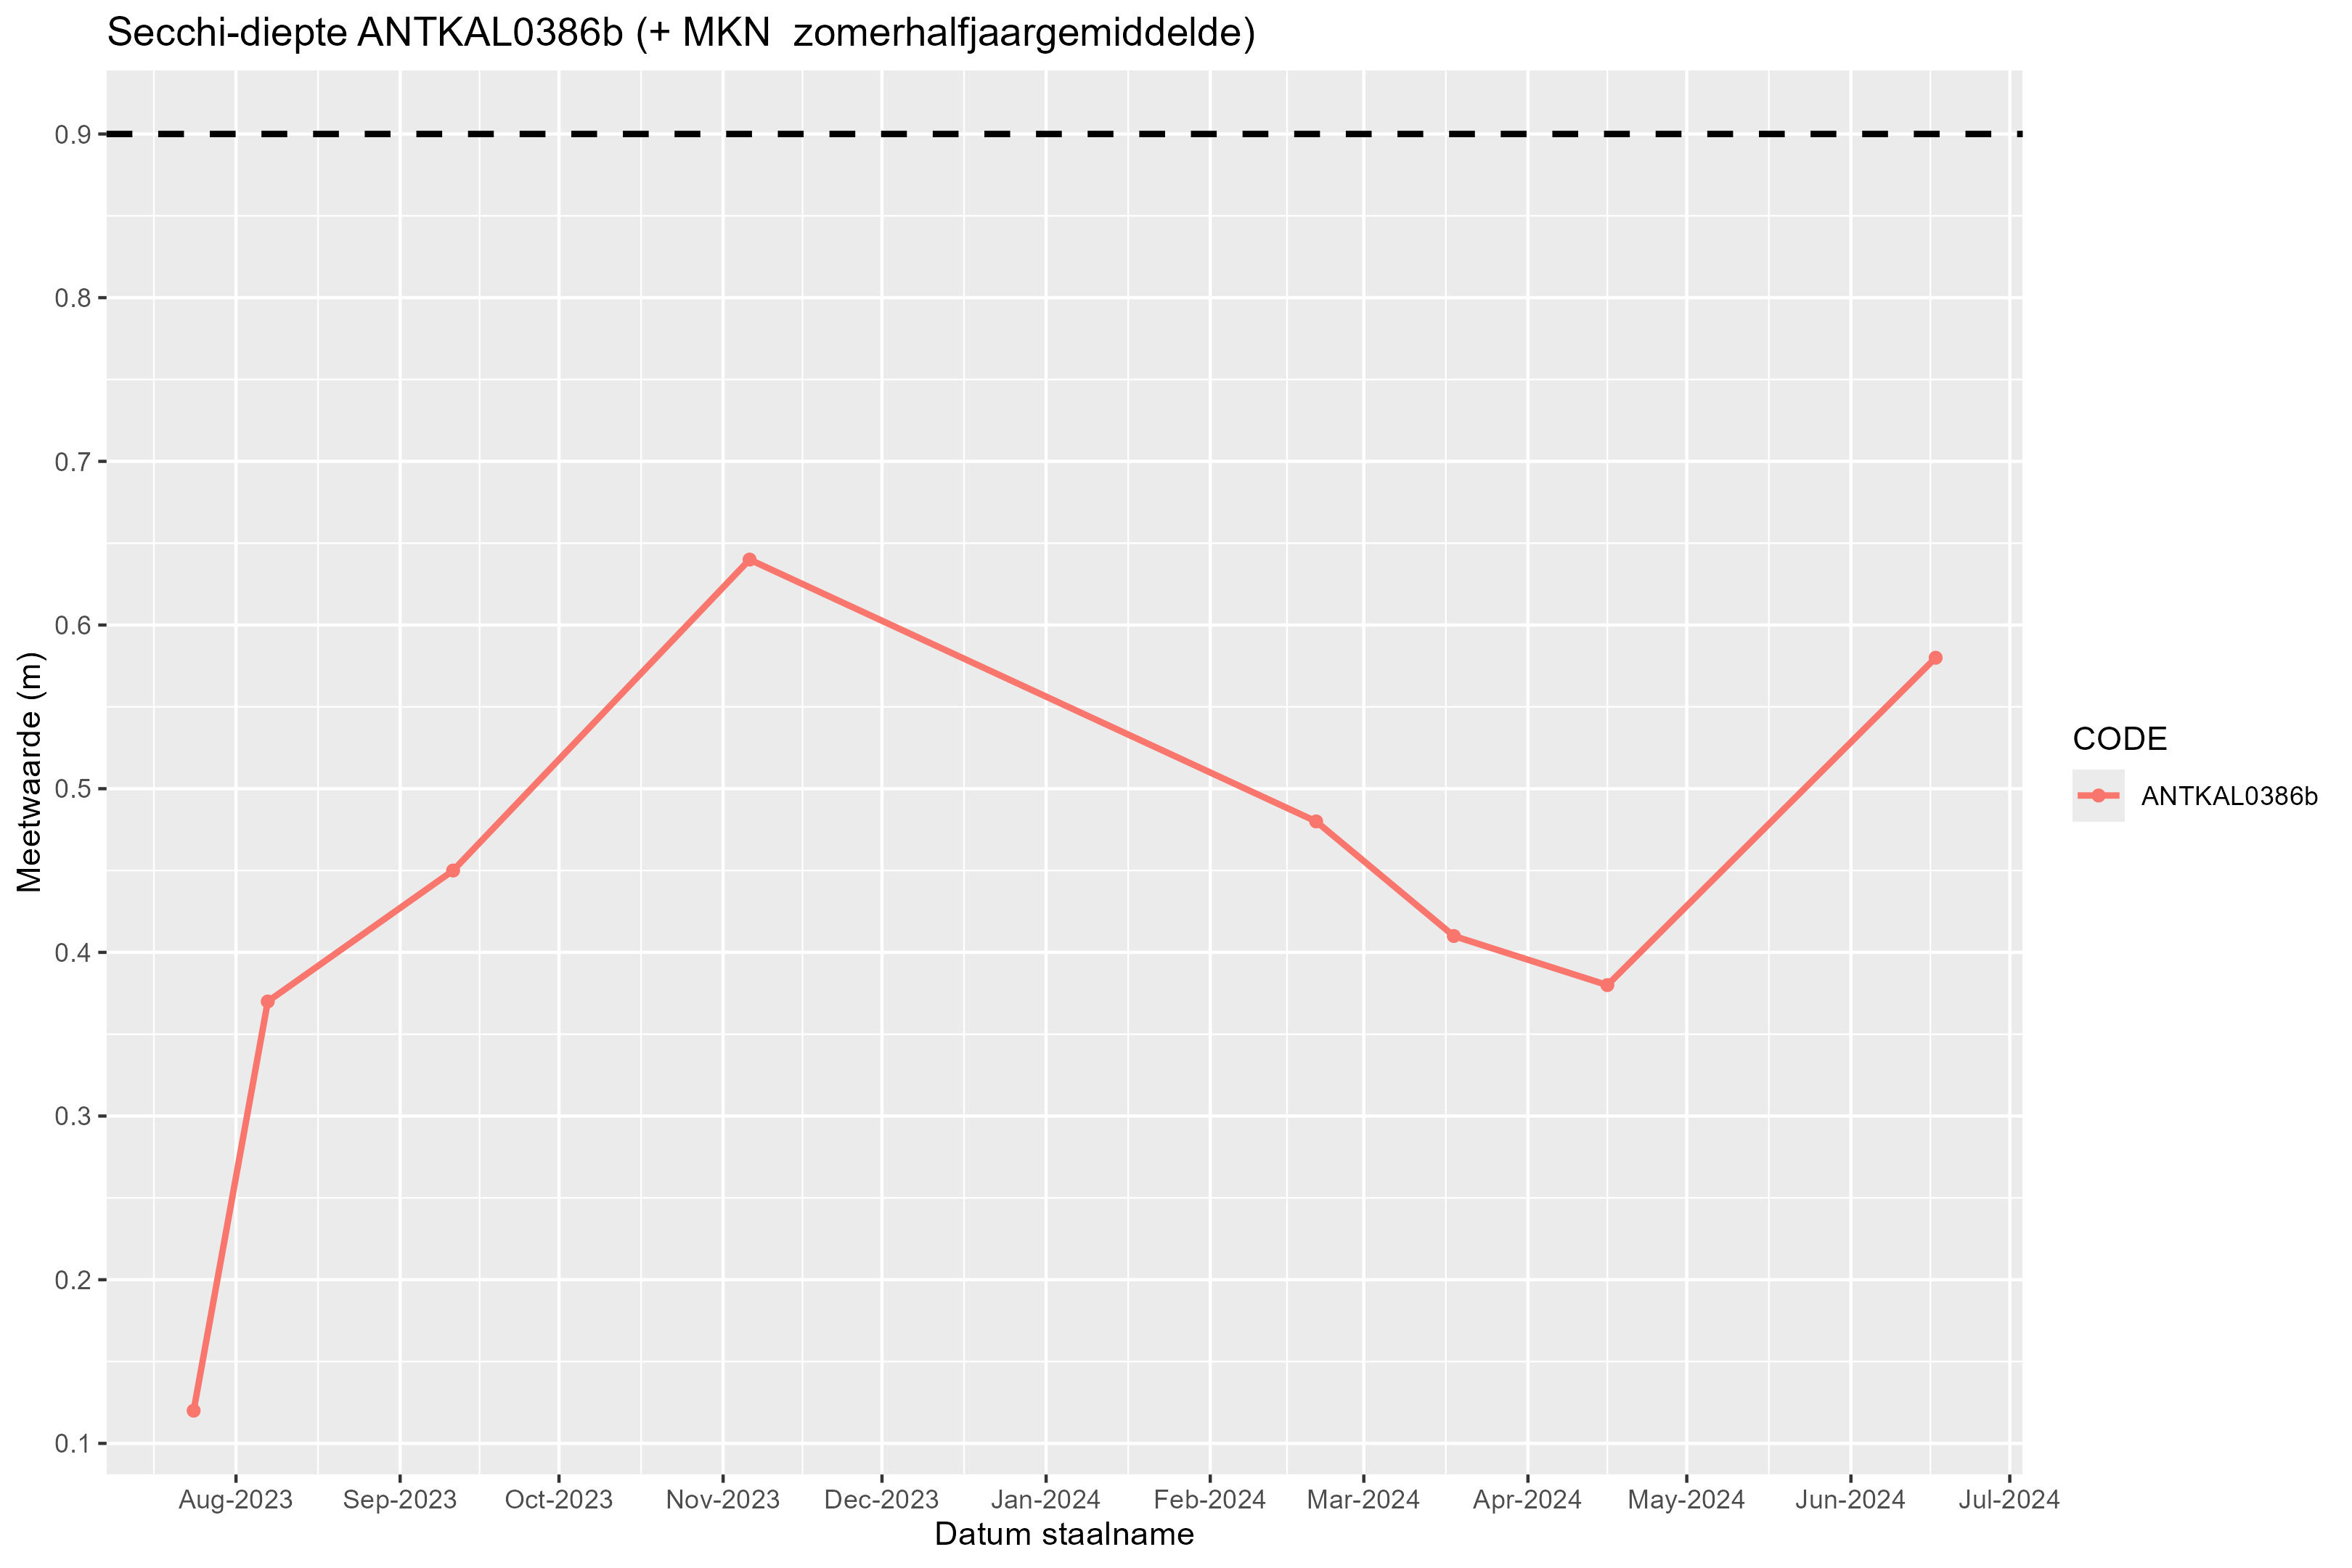 Secchi-diepte ANTKAL0386b (+ MKN  zomerhalfjaargemiddelde)
Meetwaarde (m)
0.9
0.8
0.7
0.6
0.5
0.4
0.3
0.2
0.1
Aug-2023 Sep-2023 Oct-2023 Nov-2023 Dec-2023 Jan-2024 Feb-2024 Mar-2024 Apr-2024 May-2024 Jun-2024 Jul-2024
Datum staalname
CODE
ANTKAL0386b